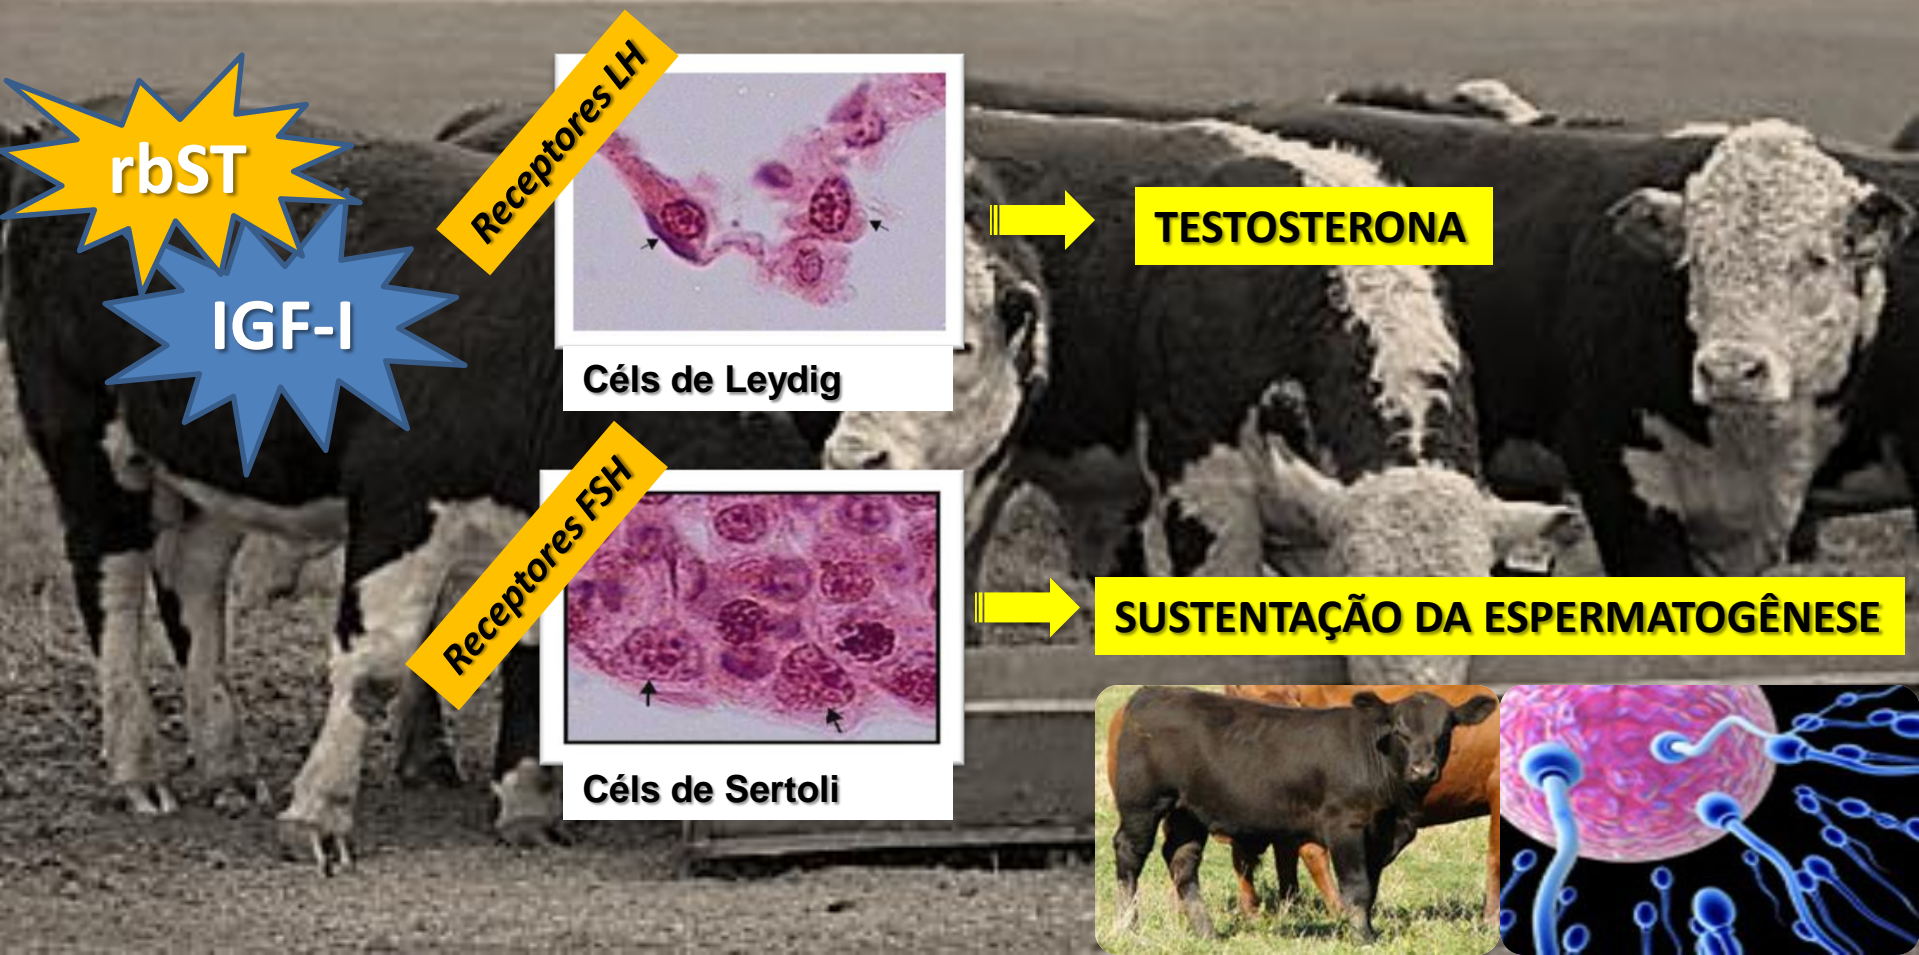 rbST
IGF-I
Receptores LH
Céls de Leydig
TESTOSTERONA
Receptores FSH
Céls de Sertoli
SUSTENTAÇÃO DA ESPERMATOGÊNESE